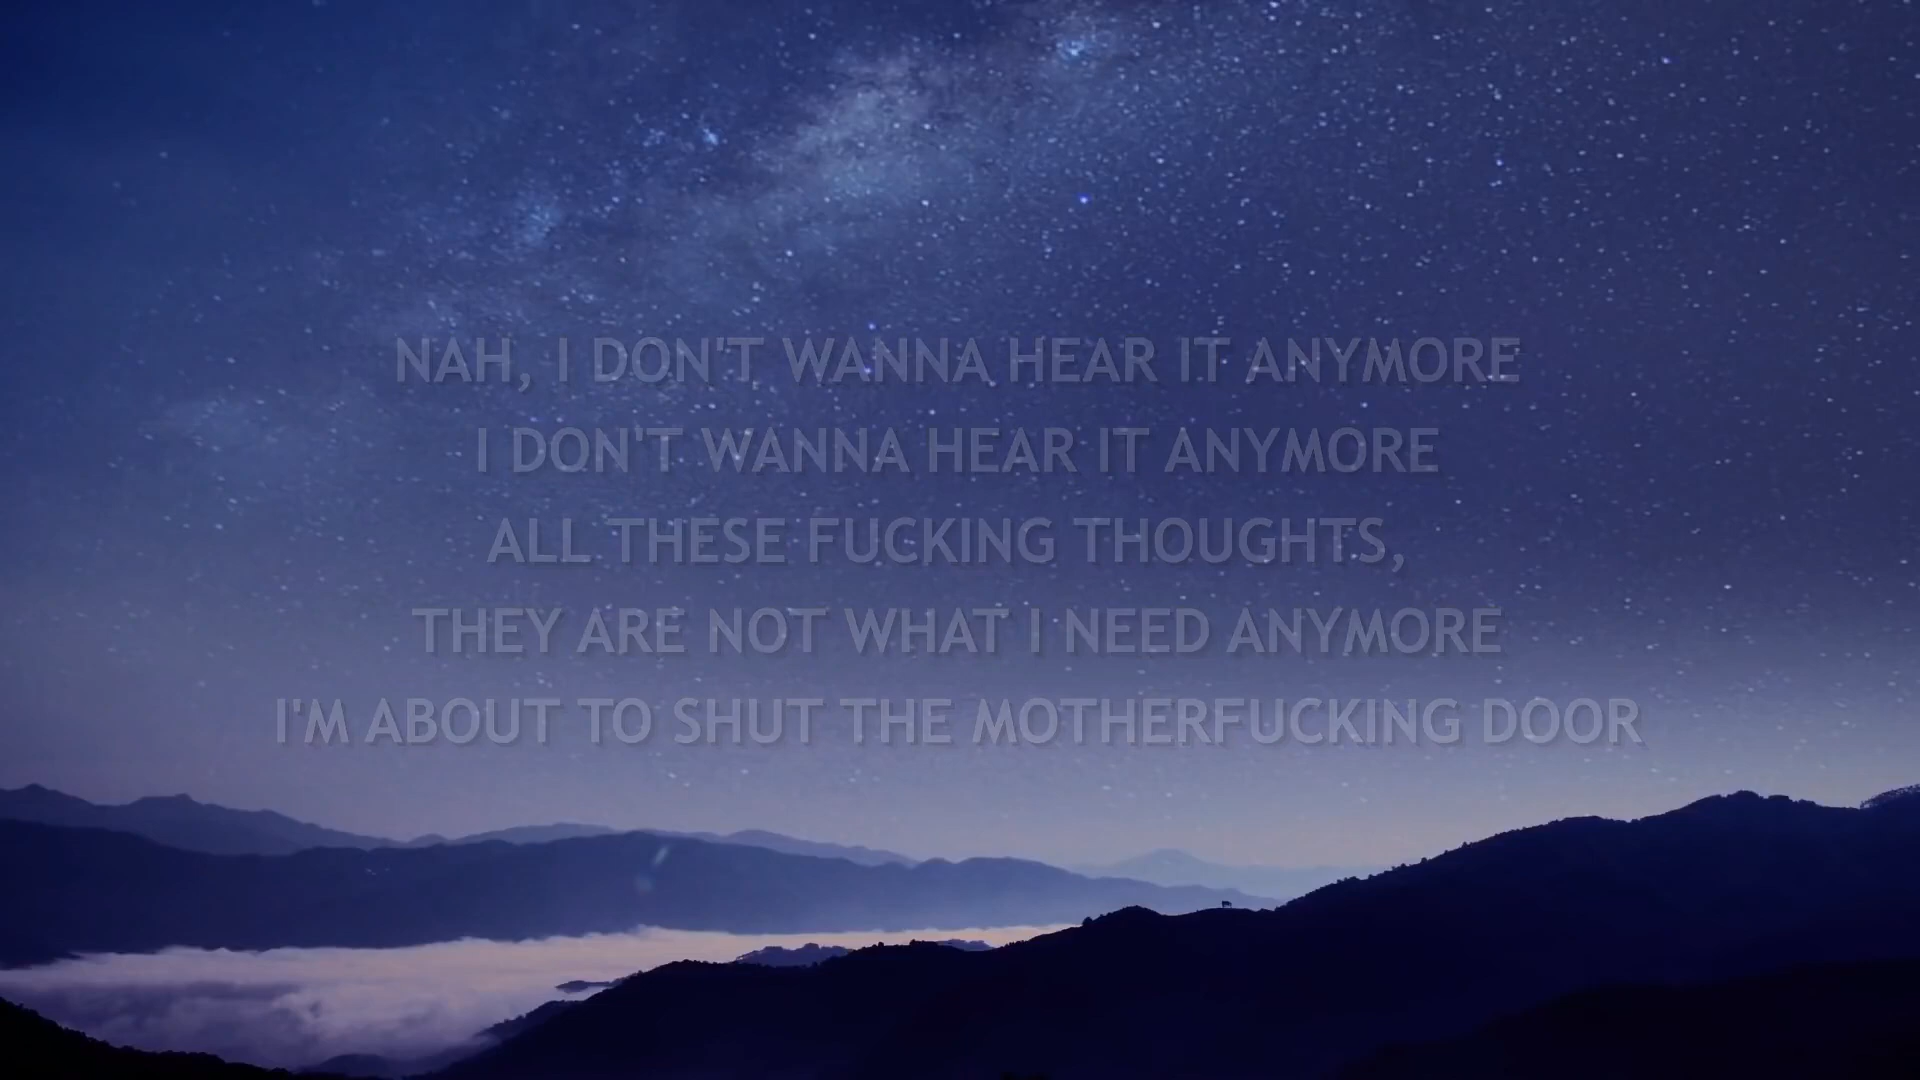 NAH, I DON'T WANNA HEAR IT ANYMORE
I DON'T WANNA HEAR IT ANYMORE
ALL THESE FUCKING THOUGHTS,
THEY ARE NOT WHAT I NEED ANYMORE
I'M ABOUT TO SHUT THE MOTHERFUCKING DOOR